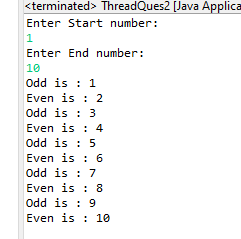 <terminated> ThreadQues2 [Java Applica
Enter Start number:
1
Enter End number:
10
Odd is : 1
Even is : 2
Odd is : 3
Even is : 4
Odd is : 5
Even is : 6
Odd is : 7
Even is : 8
Odd is : 9
Even is : 10